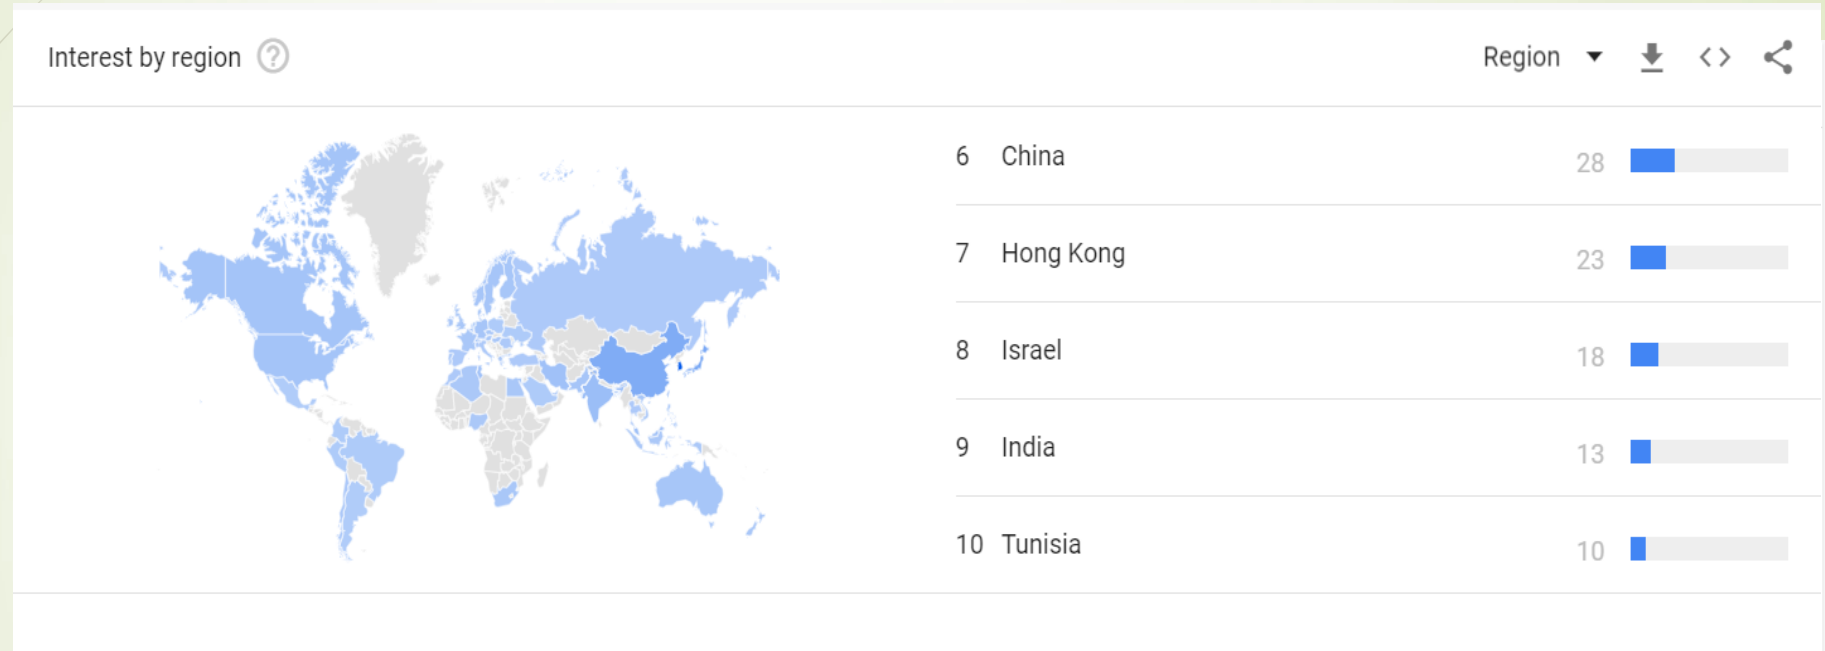 Interest by region
Region
6 China 28
7 Hong Kong 23
8 Israel 18
9 India 13
10 Tunisia 10